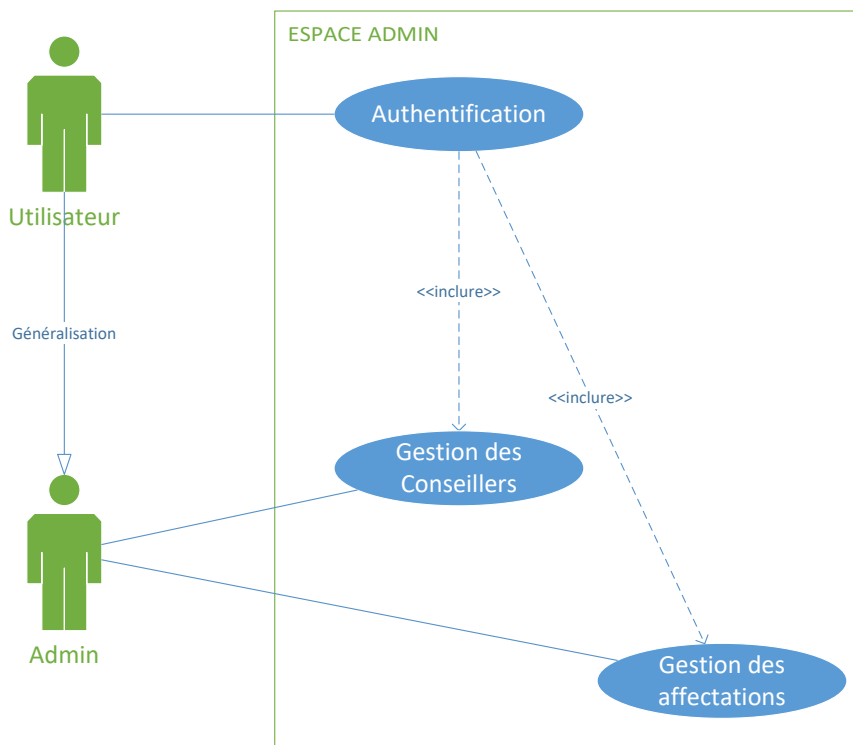 ESPACE ADMIN
Authentification
Utilisateur
<<inclure>>
Généralisation
<<inclure>>
Gestion des
Conseillers
Admin
Gestion des
affectations